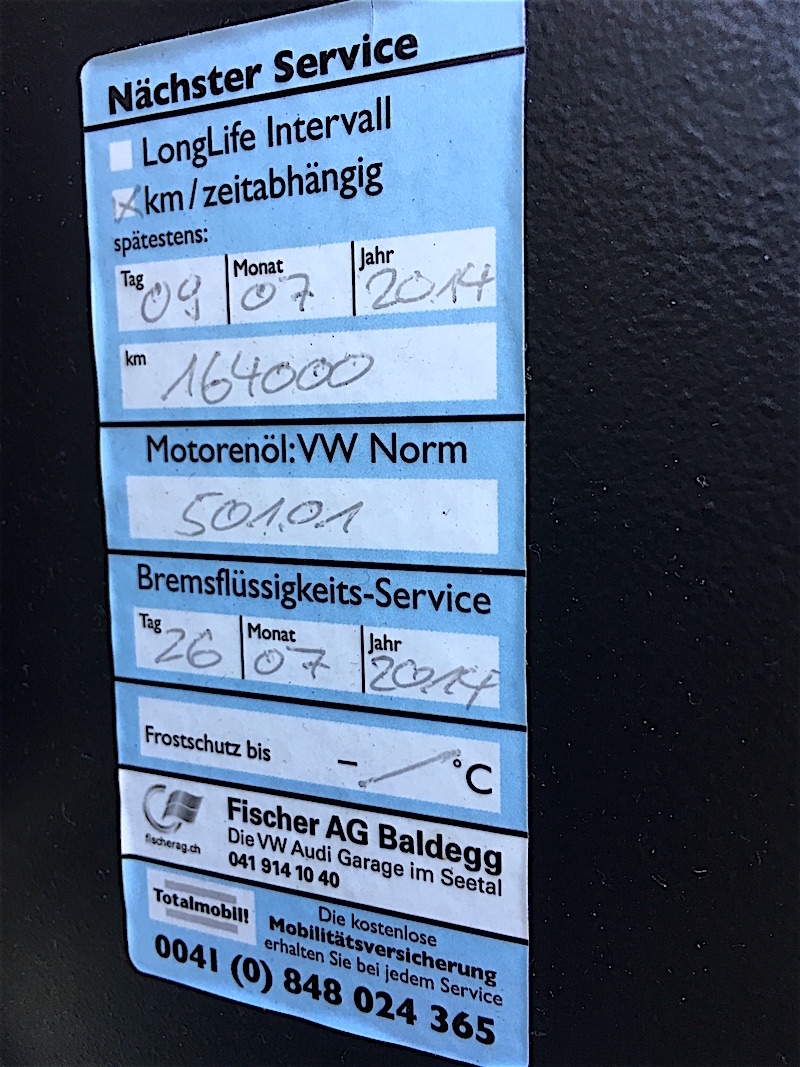 Nächster Service
LongLife Intervall
km/zeitabhängig
spätestens:
Tag 09 Monat 07 Jahr 2014
km 164000
Motorenöl: VW Norm
501.01
Bremsflüssigkeits-Service
Tag 26 Monat 07 Jahr 2014
Frostschutz bis – °C
fischerag.ch
Fischer AG Baldegg
Die VW Audi Garage im Seetal
041 914 10 40
Totalmobil!
Die kostenlose
Mobilitätsversicherung
erhalten Sie bei jedem Service
0041 (0) 848 024 365